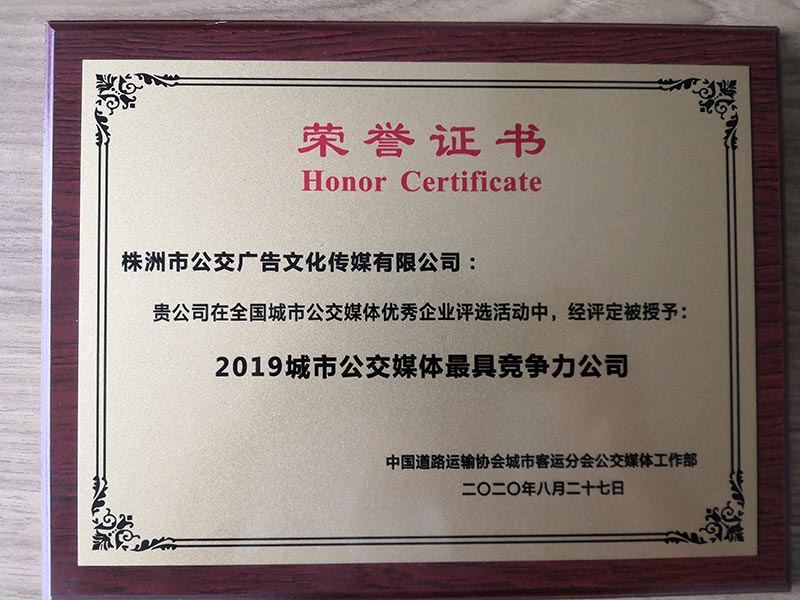 荣誉证书
Honor Certificate
株洲市公交广告文化传媒有限公司：
贵公司在全国城市公交媒体优秀企业评选活动中，经评定被授予：
2019城市公交媒体最具竞争力公司
中国道路运输协会城市客运分会公交媒体工作部
二〇二〇年八月二十七日